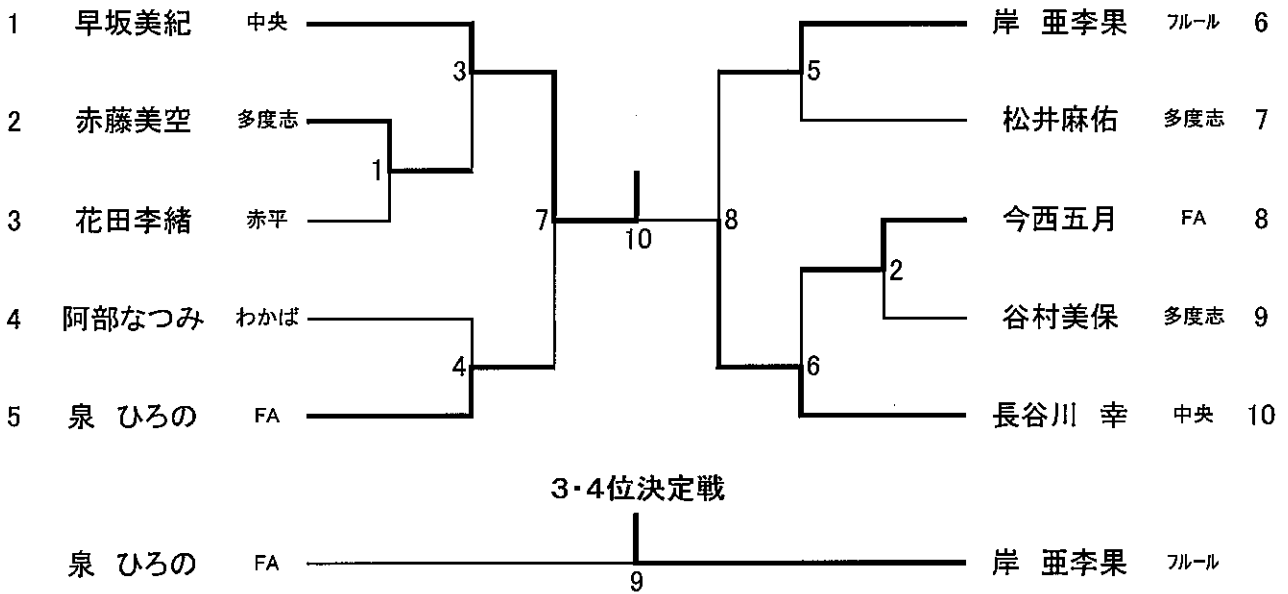 1 早坂美紀 中央 岸 亜李果 フルール 6
3 5
2 赤藤美空 多度志 松井麻佑 多度志 7
1
3 花田李緒 赤平 7 10 8 今西五月 FA 8
2
4 阿部なつみ わかば 谷村美保 多度志 9
4 6
5 泉 ひろの FA 長谷川 幸 中央 10
3・4位決定戦
泉 ひろの FA 岸 亜李果 フルール
9